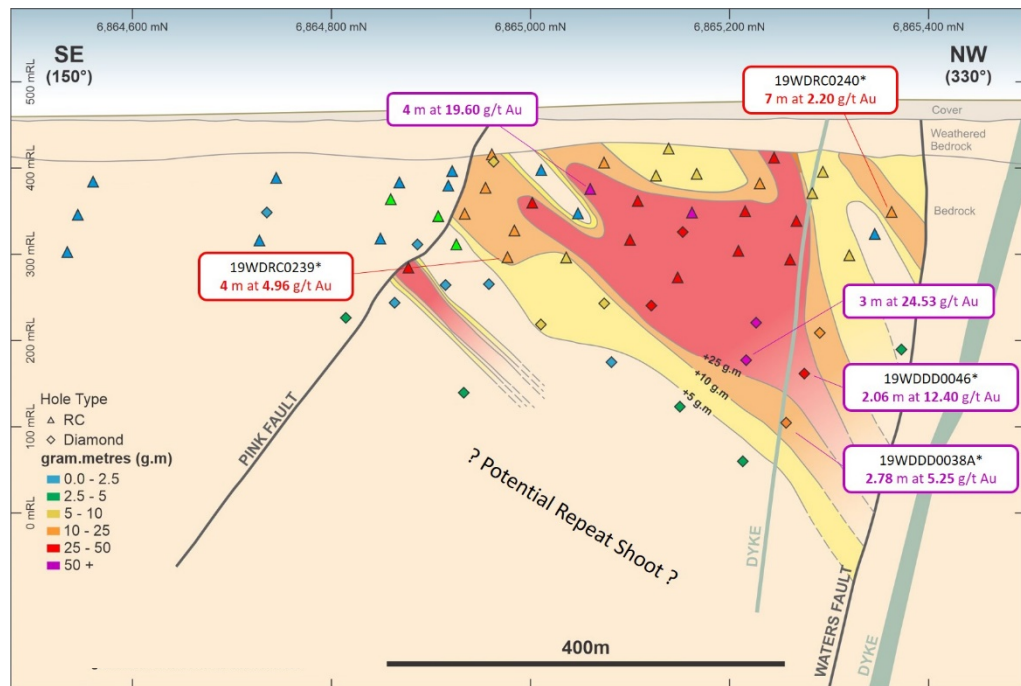 6,864,600 mN
6,864,800 mN
6,865,000 mN
6,865,200 mN
6,865,400 mN
SE
(150°)
NW
(330°)
500 mRL
400 mRL
300 mRL
200 mRL
100 mRL
0 mRL
4 m at 19.60 g/t Au
19WDRC0240*
7 m at 2.20 g/t Au
Cover
Weathered
Bedrock
Bedrock
19WDRC0239*
4 m at 4.96 g/t Au
3 m at 24.53 g/t Au
19WDDD0046*
2.06 m at 12.40 g/t Au
19WDDD0038A*
2.78 m at 5.25 g/t Au
+25 g.m
+10 g.m
+5 g.m
PINK FAULT
? Potential Repeat Shoot ?
DYKE
WATERS FAULT
DYKE
Hole Type
RC
Diamond
gram.metres (g.m)
0.0 - 2.5
2.5 - 5
5 - 10
10 - 25
25 - 50
50 +
400m